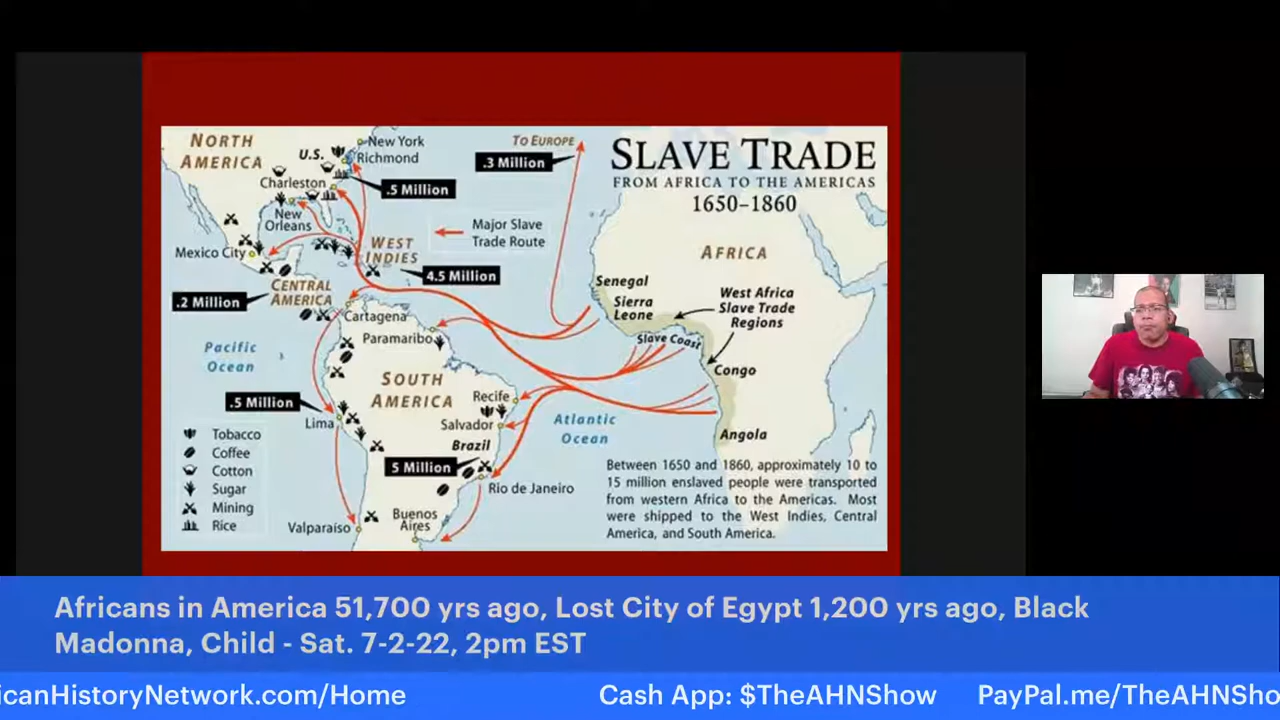 SLAVE TRADE
FROM AFRICA TO THE AMERICAS
1650–1860
NORTH
AMERICA
U.S.
New York
Richmond
Charleston
New
Orleans
Mexico City
TO EUROPE
.3 Million
.5 Million
Major Slave
Trade Route
WEST
INDIES
4.5 Million
CENTRAL
AMERICA
.2 Million
Cartagena
Paramaribo
Pacific
Ocean
SOUTH
AMERICA
Recife
Salvador
Brazil
.5 Million
Lima
5 Million
Rio de Janeiro
Buenos
Aires
Valparaíso
Atlantic
Ocean
AFRICA
Senegal
Sierra
Leone
West Africa
Slave Trade
Regions
Slave Coast
Congo
Angola
Tobacco
Coffee
Cotton
Sugar
Mining
Rice
Between 1650 and 1860, approximately 10 to
15 million enslaved people were transported
from western Africa to the Americas. Most
were shipped to the West Indies, Central
America, and South America.
Africans in America 51,700 yrs ago, Lost City of Egypt 1,200 yrs ago, Black
Madonna, Child - Sat. 7-2-22, 2pm EST
icanHistoryNetwork.com/Home Cash App: $TheAHNShow PayPal.me/TheAHNSho